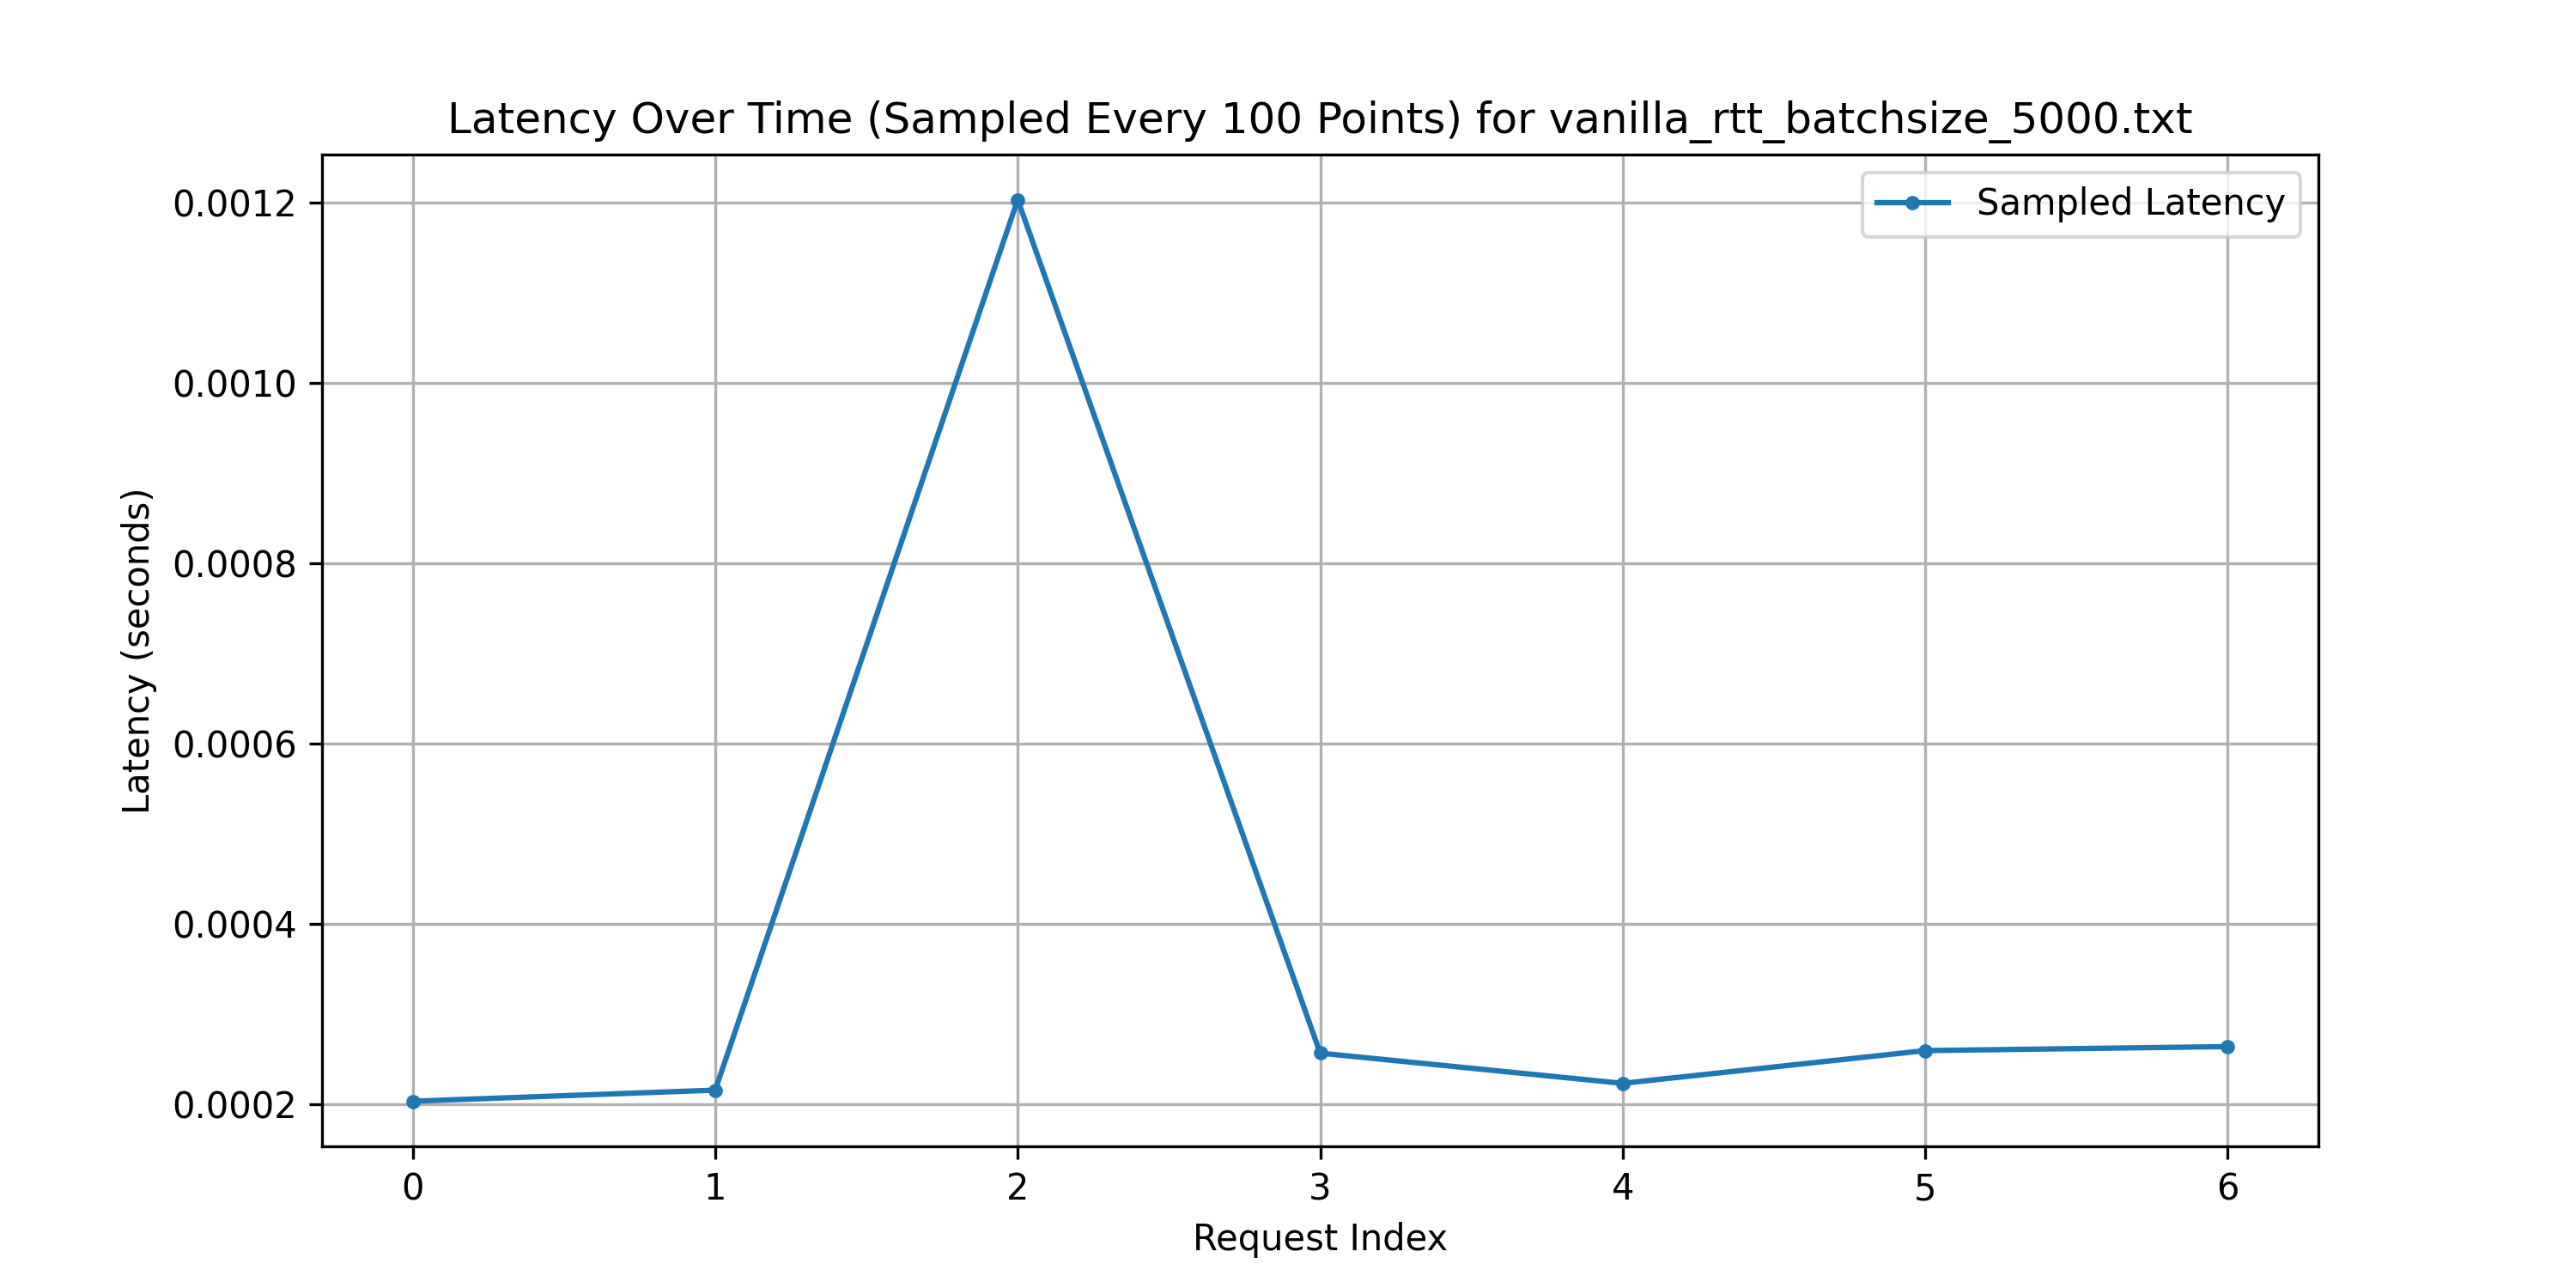 Latency Over Time (Sampled Every 100 Points) for vanilla_rtt_batchsize_5000.txt
Sampled Latency
Latency (seconds)
0.0012
0.0010
0.0008
0.0006
0.0004
0.0002
0 1 2 3 4 5 6
Request Index